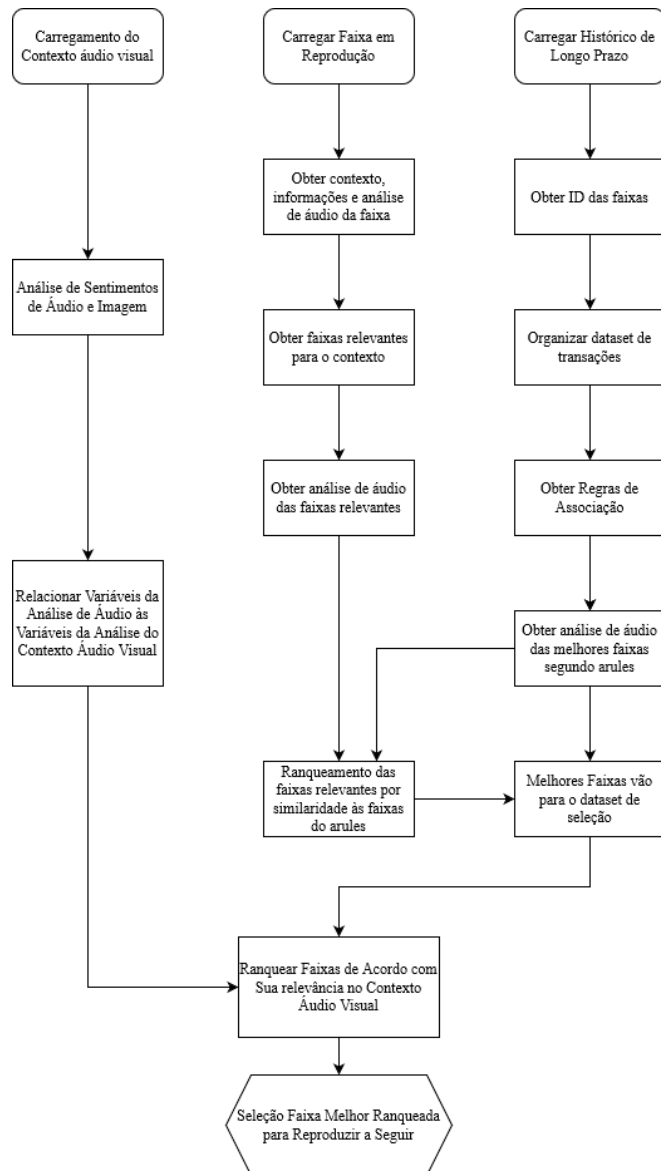 Carregamento do
Contexto áudio visual
Carregar Faixa em
Reprodução
Carregar Histórico de
Longo Prazo
Obter contexto,
informações e análise
de áudio da faixa
Obter ID das faixas
Análise de Sentimentos
de Áudio e Imagem
Obter faixas relevantes
para o contexto
Organizar dataset de
transações
Obter análise de áudio
das faixas relevantes
Obter Regras de
Associação
Relacionar Variáveis da
Análise de Áudio às
Variáveis da Análise do
Contexto Áudio Visual
Obter análise de áudio
das melhores faixas
segundo arules
Ranqueamento das
faixas relevantes por
similaridade às faixas
do arules
Melhores Faixas vão
para o dataset de
seleção
Ranquear Faixas de Acordo com
Sua relevância no Contexto
Áudio Visual
Seleção Faixa Melhor Ranqueada
para Reproduzir a Seguir